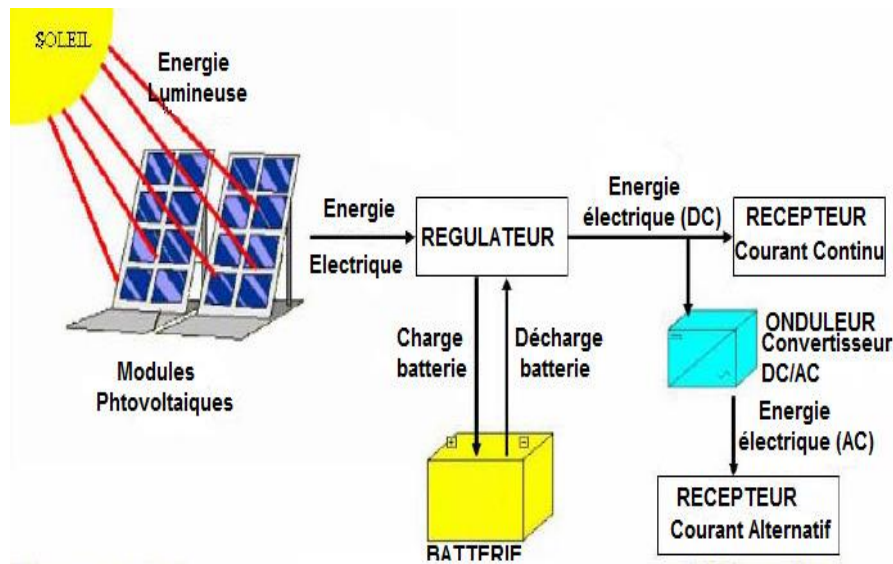 SOLEIL
Energie
Lumineuse
Energie
Electrique
REGULATEUR
Energie
électrique (DC)
RECEPTEUR
Courant Continu
Modules
Phtovoltaiques
Charge
batterie
Décharge
batterie
ONDULEUR
Convertisseur
DC/AC
Energie
électrique (AC)
BATTERIE
RECEPTEUR
Courant Alternatif